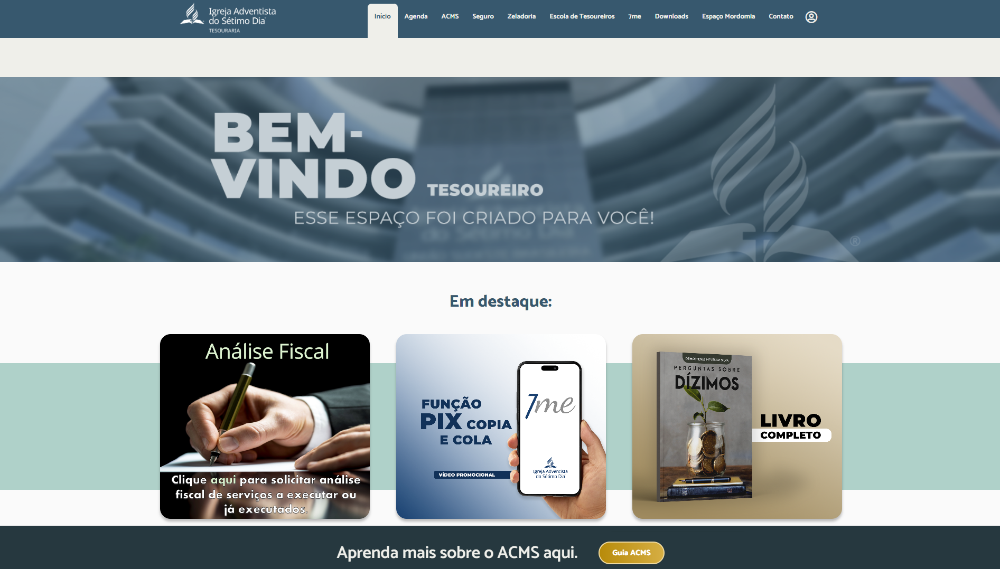 Igreja Adventista
do Sétimo Dia
TESOURARIA
Início Agenda ACMS Seguro Zeladoria Escola de Tesoureiros 7me Downloads Espaço Mordomia Contato
BEM-
VINDO TESOUREIRO
ESSE ESPAÇO FOI CRIADO PARA VOCÊ!
do Sétimo Dia
®
Em destaque:
Análise Fiscal
Clique aqui para solicitar análise
fiscal de serviços a executar ou
já executados.
FUNÇÃO
PIX COPIA
E COLA
VÍDEO PROMOCIONAL
7me
Igreja Adventista
do Sétimo Dia
DEMÓSTENES NEVES DA SILVA
PERGUNTAS SOBRE
DÍZIMOS
LIVRO
COMPLETO
Aprenda mais sobre o ACMS aqui. Guia ACMS